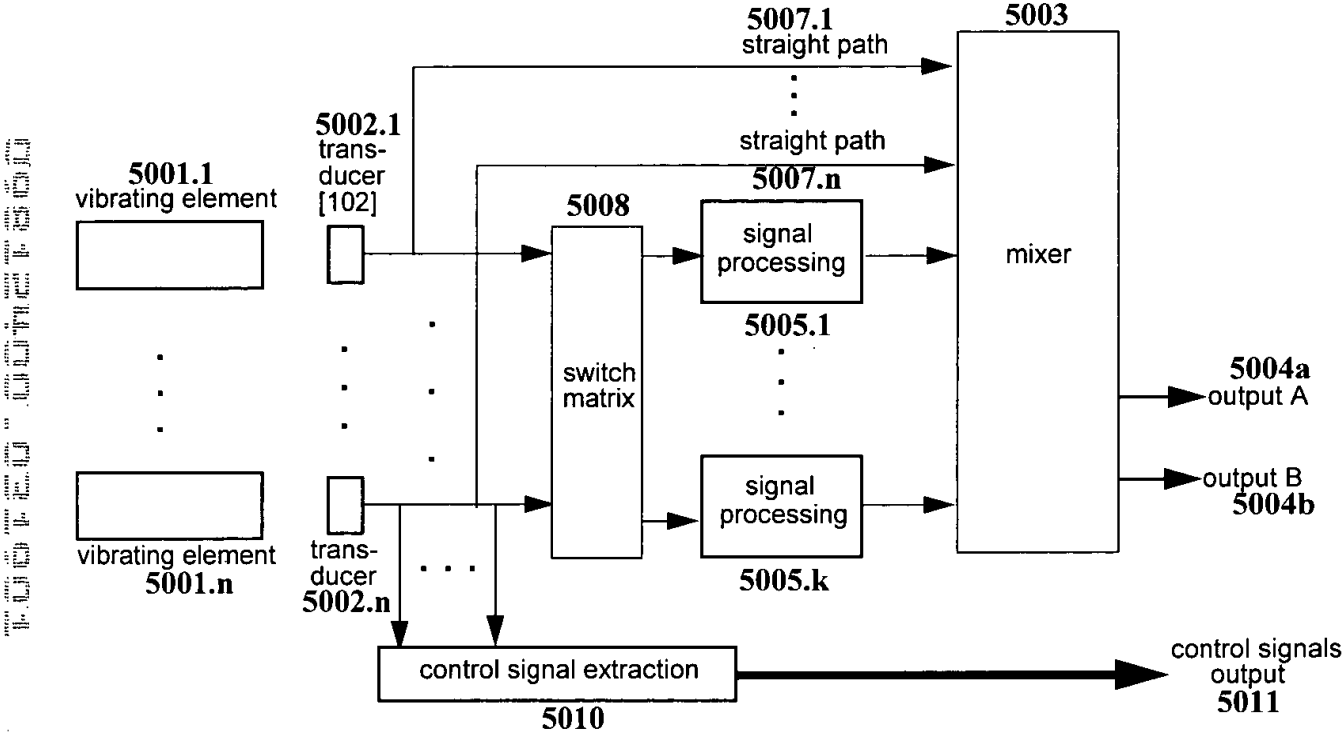 5007.1
straight path
5003
5002.1
trans-
ducer
[102]
straight path
5007.n
5001.1
vibrating element
5008
signal
processing
5005.1
mixer
switch
matrix
5004a
output A
output B
5004b
signal
processing
5005.k
vibrating element
5001.n
trans-
ducer
5002.n
control signal extraction
5010
control signals
output
5011